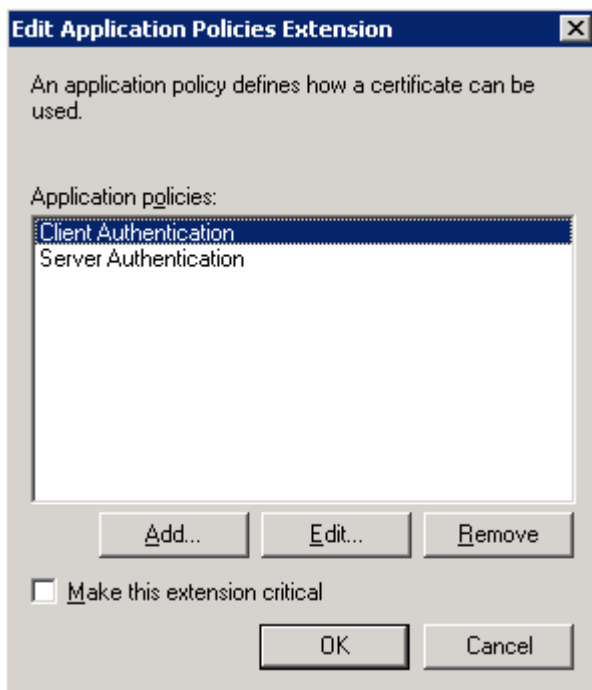 Edit Application Policies Extension
An application policy defines how a certificate can be
used.
Application policies:
Client Authentication
Server Authentication
Add...
Edit...
Remove
Make this extension critical
OK
Cancel